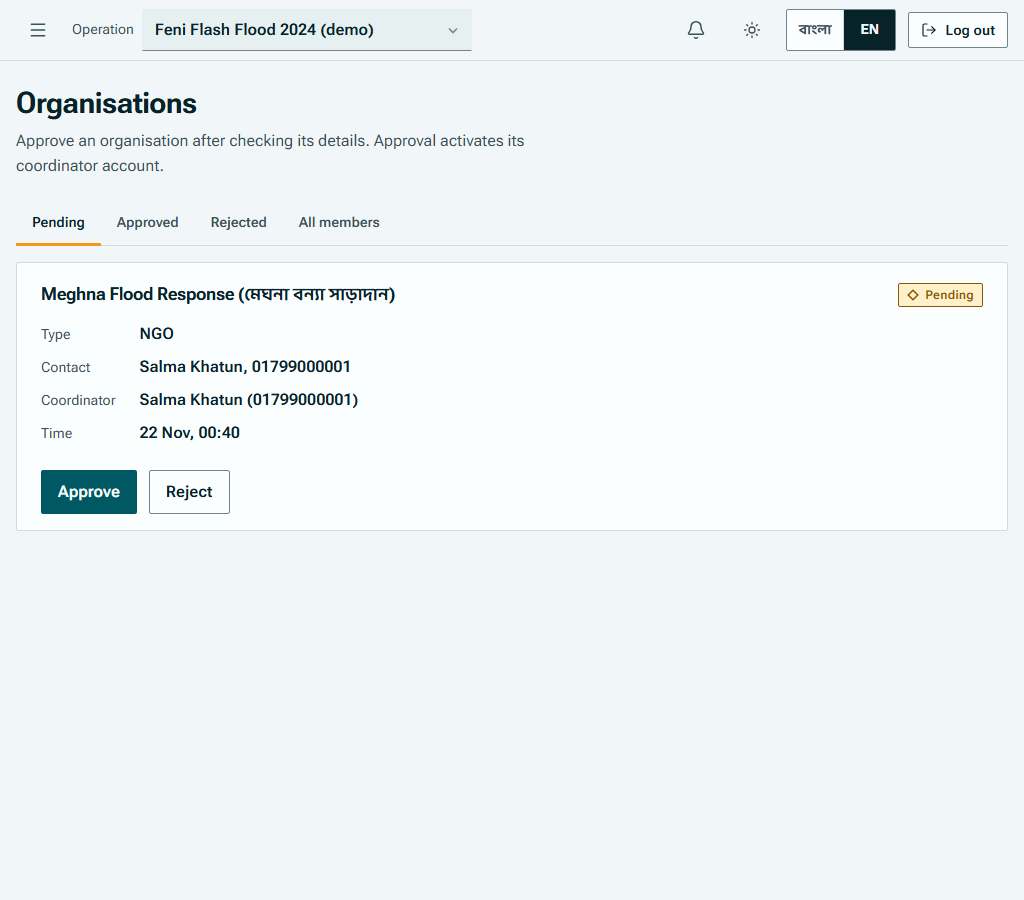 Operation
Feni Flash Flood 2024 (demo)
বাংলা
EN
Log out
Organisations
Approve an organisation after checking its details. Approval activates its
coordinator account.
Pending Approved Rejected All members
Meghna Flood Response (মেঘনা বন্যা সাড়াদান)
Pending
Type NGO
Contact Salma Khatun, 01799000001
Coordinator Salma Khatun (01799000001)
Time 22 Nov, 00:40
Approve Reject